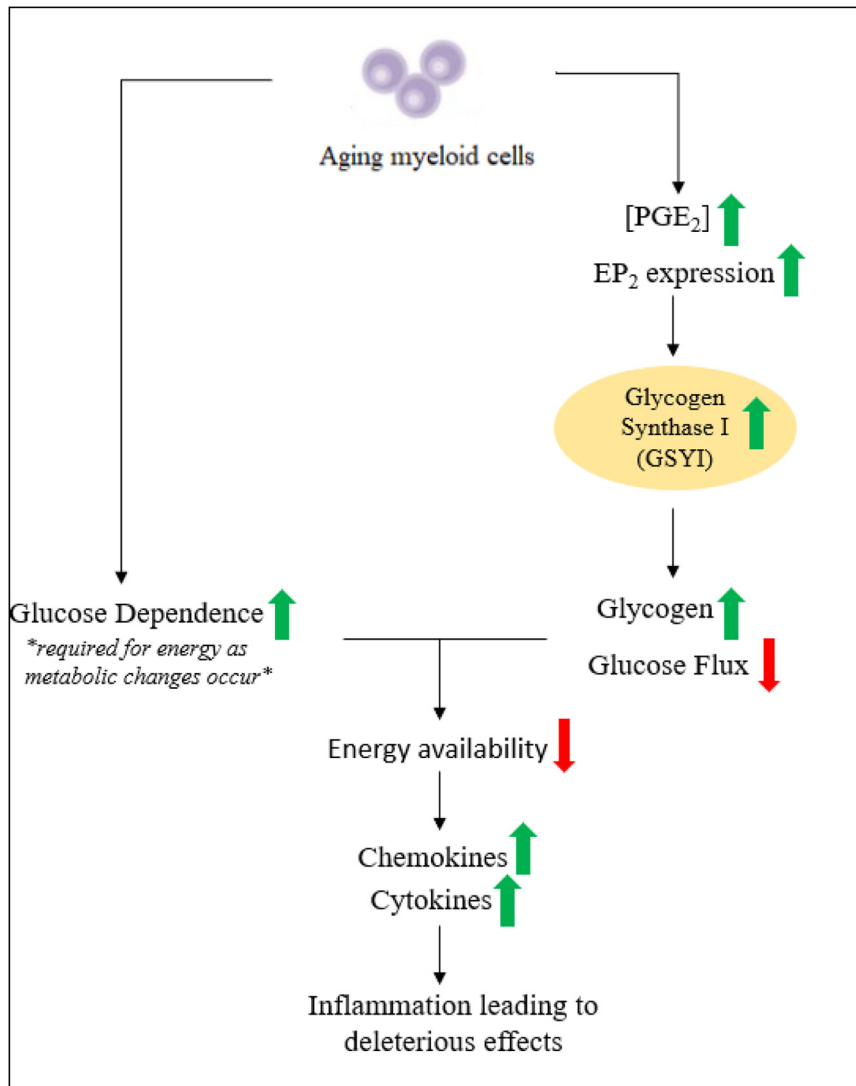 Aging myeloid cells
[PGE₂]
EP₂ expression
Glycogen
Synthase I
(GSYI)
Glucose Dependence
*required for energy as
metabolic changes occur*
Glycogen
Glucose Flux
Energy availability
Chemokines
Cytokines
Inflammation leading to
deleterious effects